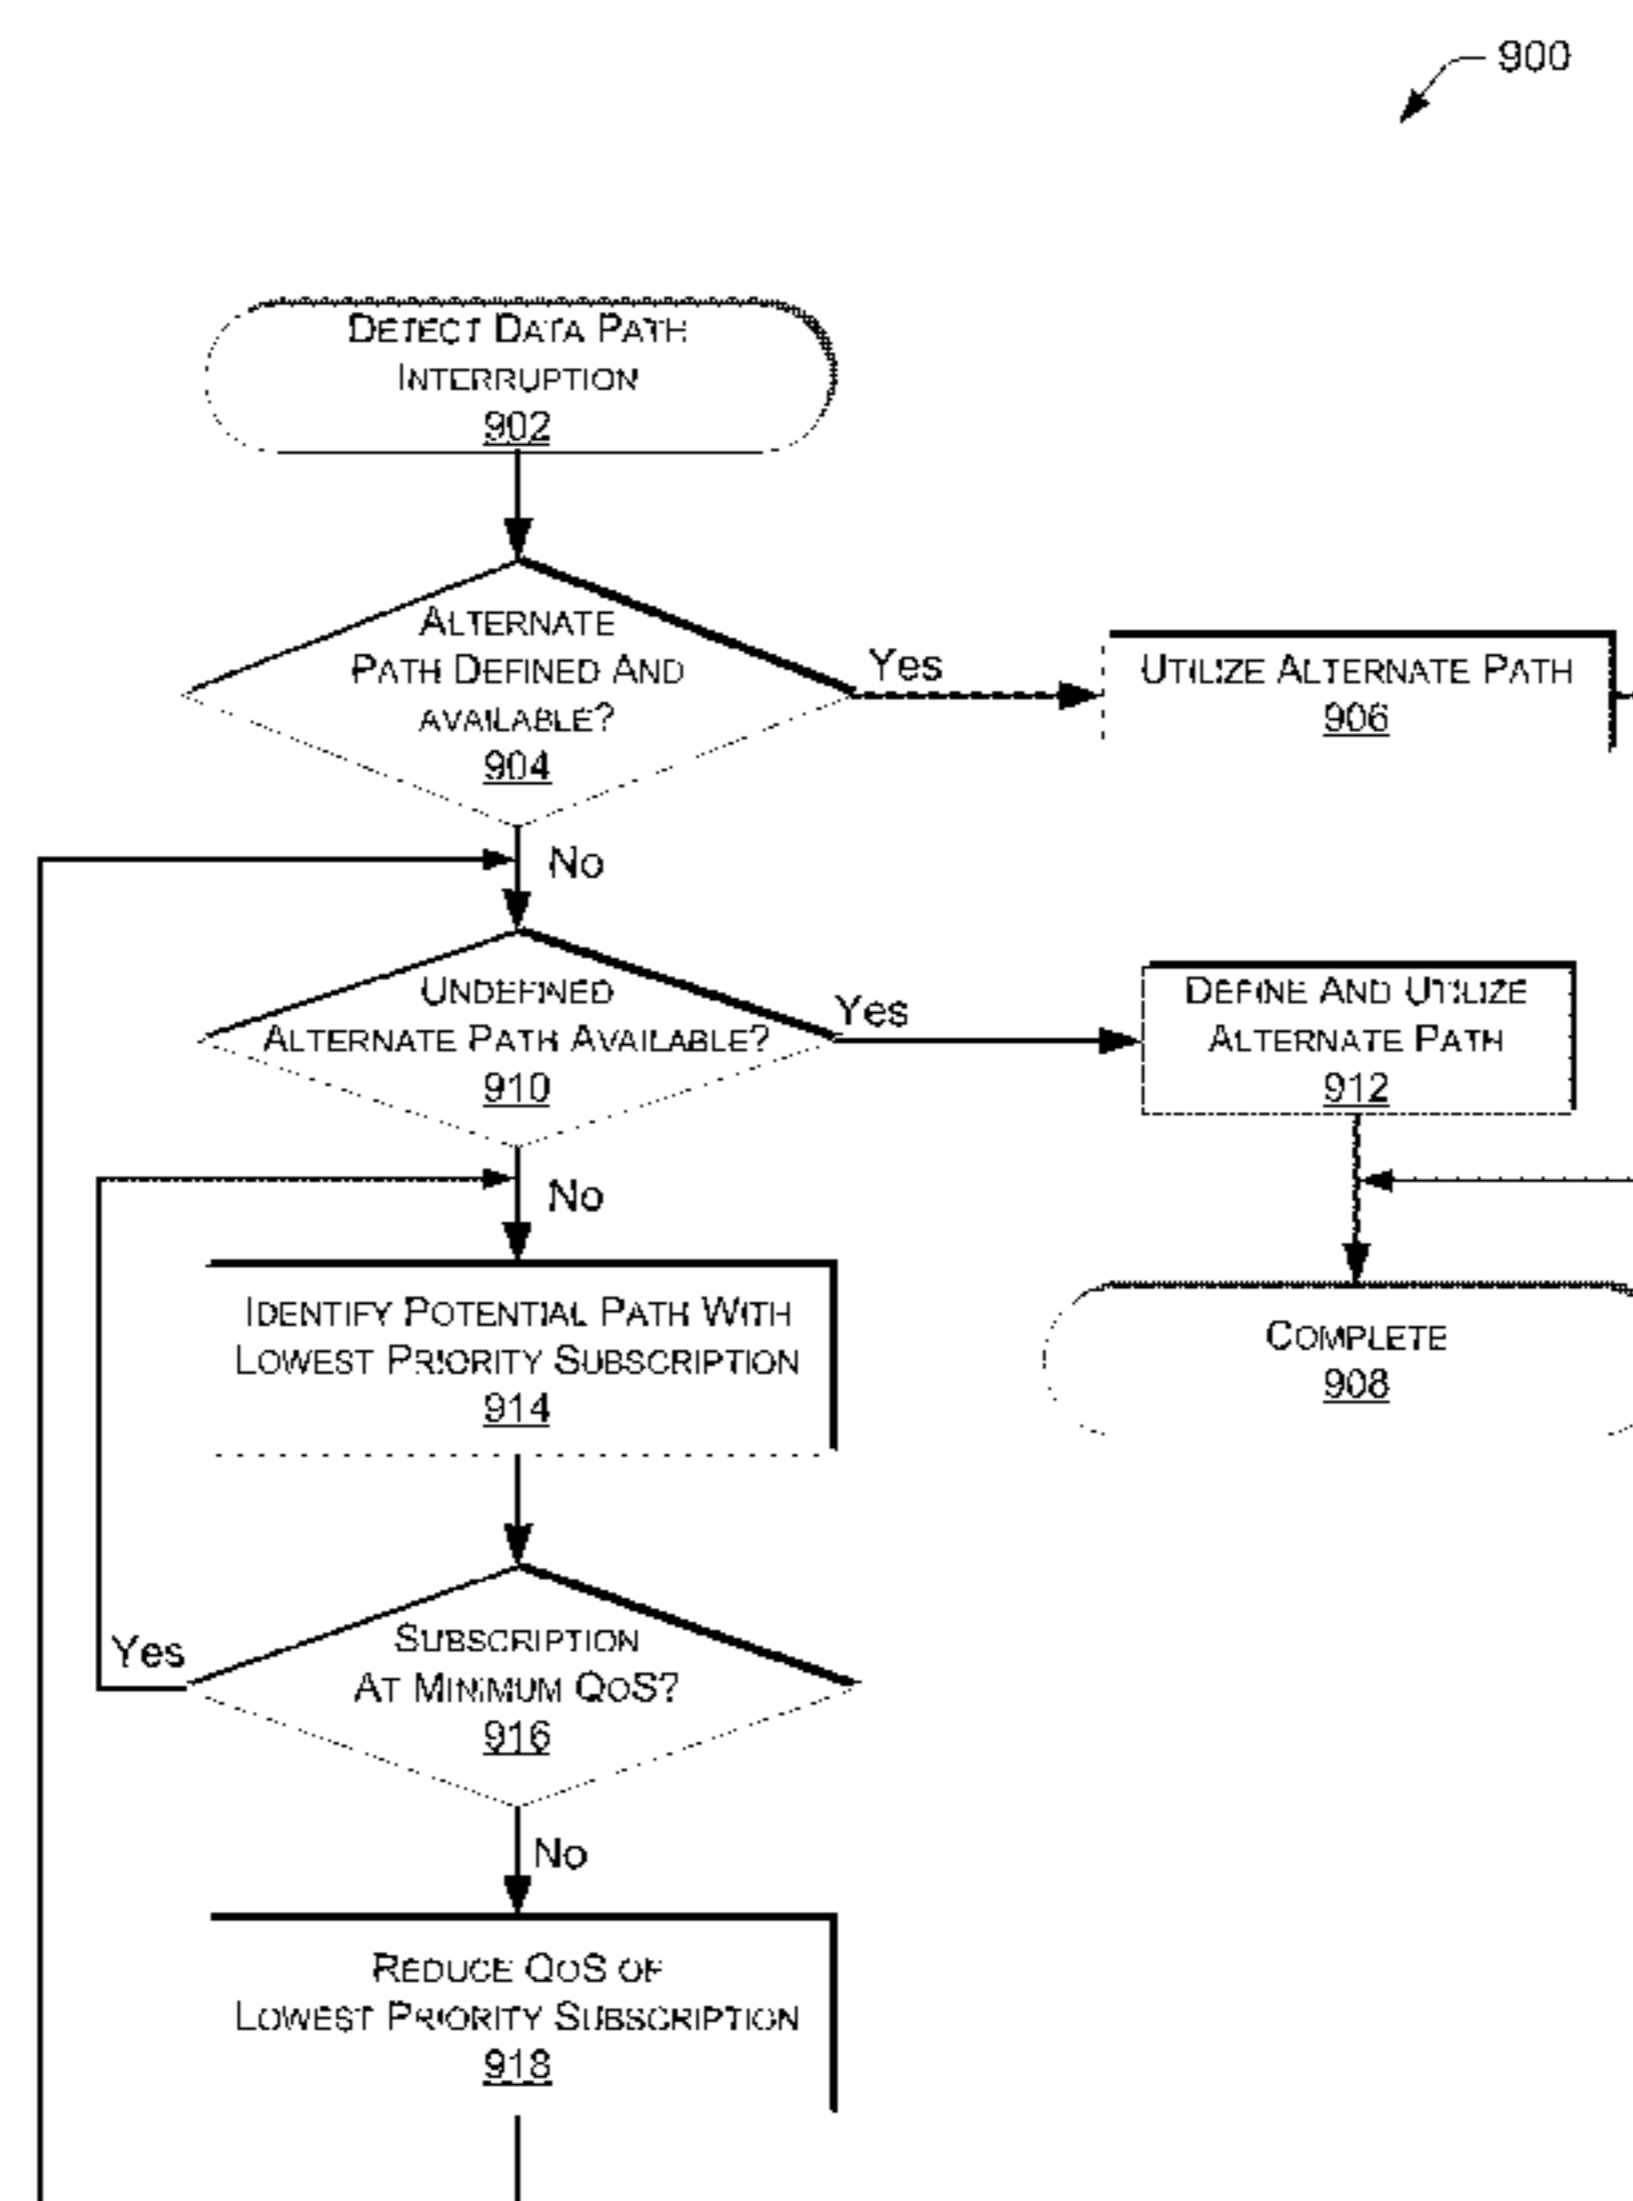 900
DETECT DATA PATH
INTERRUPTION
902
ALTERNATE
PATH DEFINED AND
AVAILABLE?
904
Yes
UTILIZE ALTERNATE PATH
906
No
UNDEFINED
ALTERNATE PATH AVAILABLE?
910
Yes
DEFINE AND UTILIZE
ALTERNATE PATH
912
No
IDENTIFY POTENTIAL PATH WITH
LOWEST PRIORITY SUBSCRIPTION
914
COMPLETE
908
SUBSCRIPTION
AT MINIMUM QOS?
916
Yes
No
REDUCE QOS OF
LOWEST PRIORITY SUBSCRIPTION
918